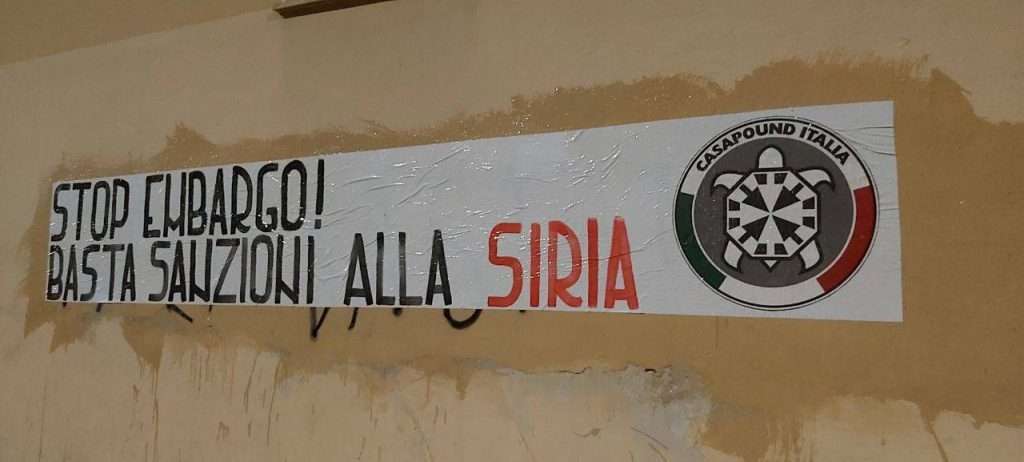 STOP EMBARGO!
BASTA SANZIONI ALLA SIRIA
CASAPOUND ITALIA